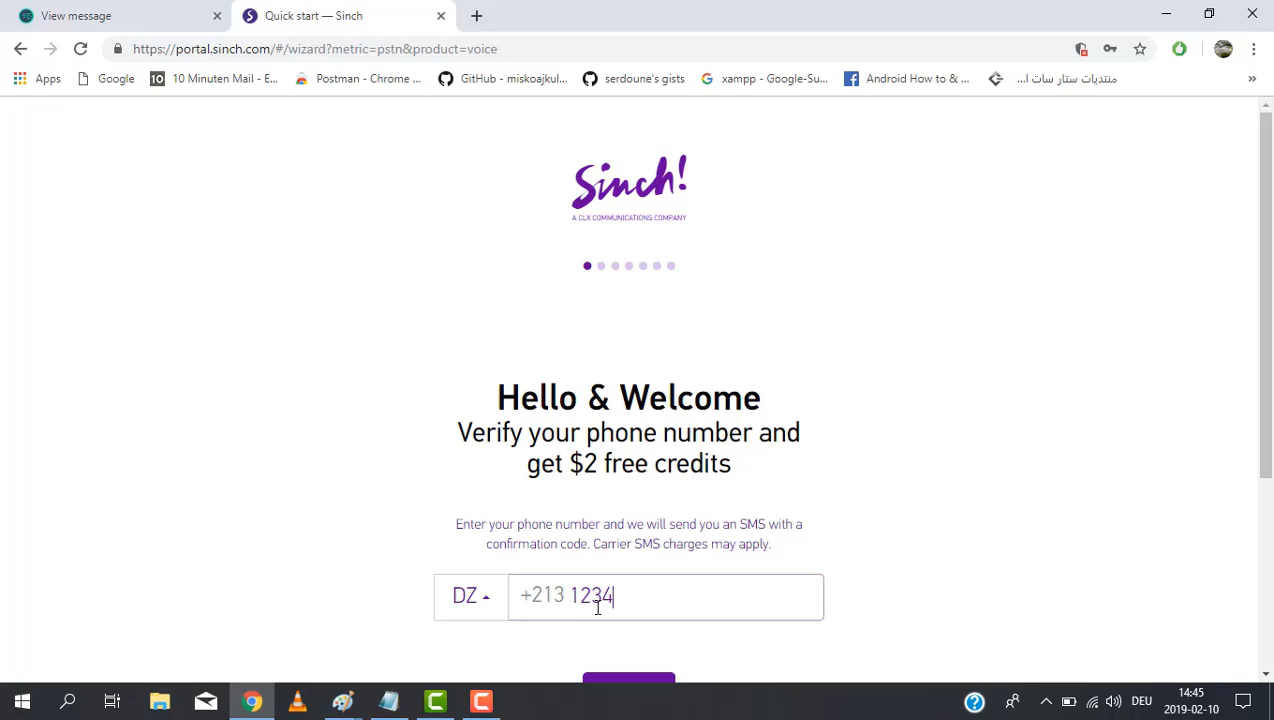 View message
Quick start — Sinch
https://portal.sinch.com/#/wizard?metric=pstn&product=voice
Apps
Google
10 10 Minuten Mail - E...
Postman - Chrome ...
GitHub - miskoajkul...
serdoune's gists
xampp - Google-Su...
Android How to & ...
منتديات ستار سات ا...
Sinch!
A CLX COMMUNICATIONS COMPANY
Hello & Welcome
Verify your phone number and
get $2 free credits
Enter your phone number and we will send you an SMS with a
confirmation code. Carrier SMS charges may apply.
DZ +213 1234
DEU
14:45
2019-02-10